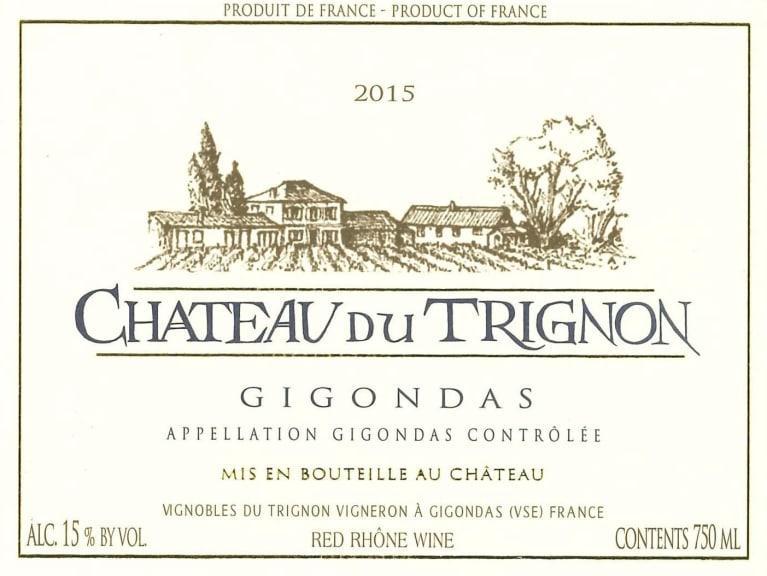 PRODUIT DE FRANCE - PRODUCT OF FRANCE
2015
CHATEAU DU TRIGNON
GIGONDAS
APPELLATION GIGONDAS CONTRÔLÉE
MIS EN BOUTEILLE AU CHÂTEAU
VIGNOBLES DU TRIGNON VIGNERON À GIGONDAS (VSE) FRANCE
ALC. 15 % BY VOL. RED RHÔNE WINE CONTENTS 750 ML